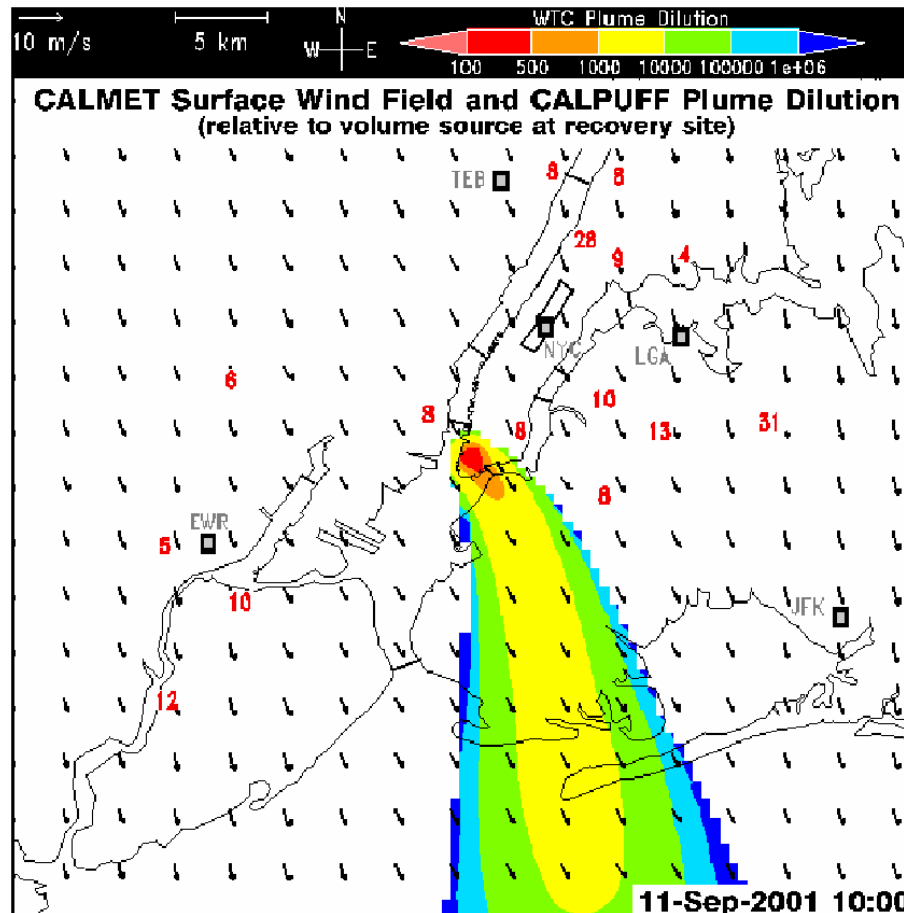 N
WTC Plume Dilution
10 m/s
5 km
W
E
100 500 1000 10000 100000 1e+06
CALMET Surface Wind Field and CALPUFF Plume Dilution
(relative to volume source at recovery site)
TEB
8
8
28
9
4
NYC
LGA
6
8
10
8
13
31
8
EWR
5
10
JFK
12
11-Sep-2001 10:00